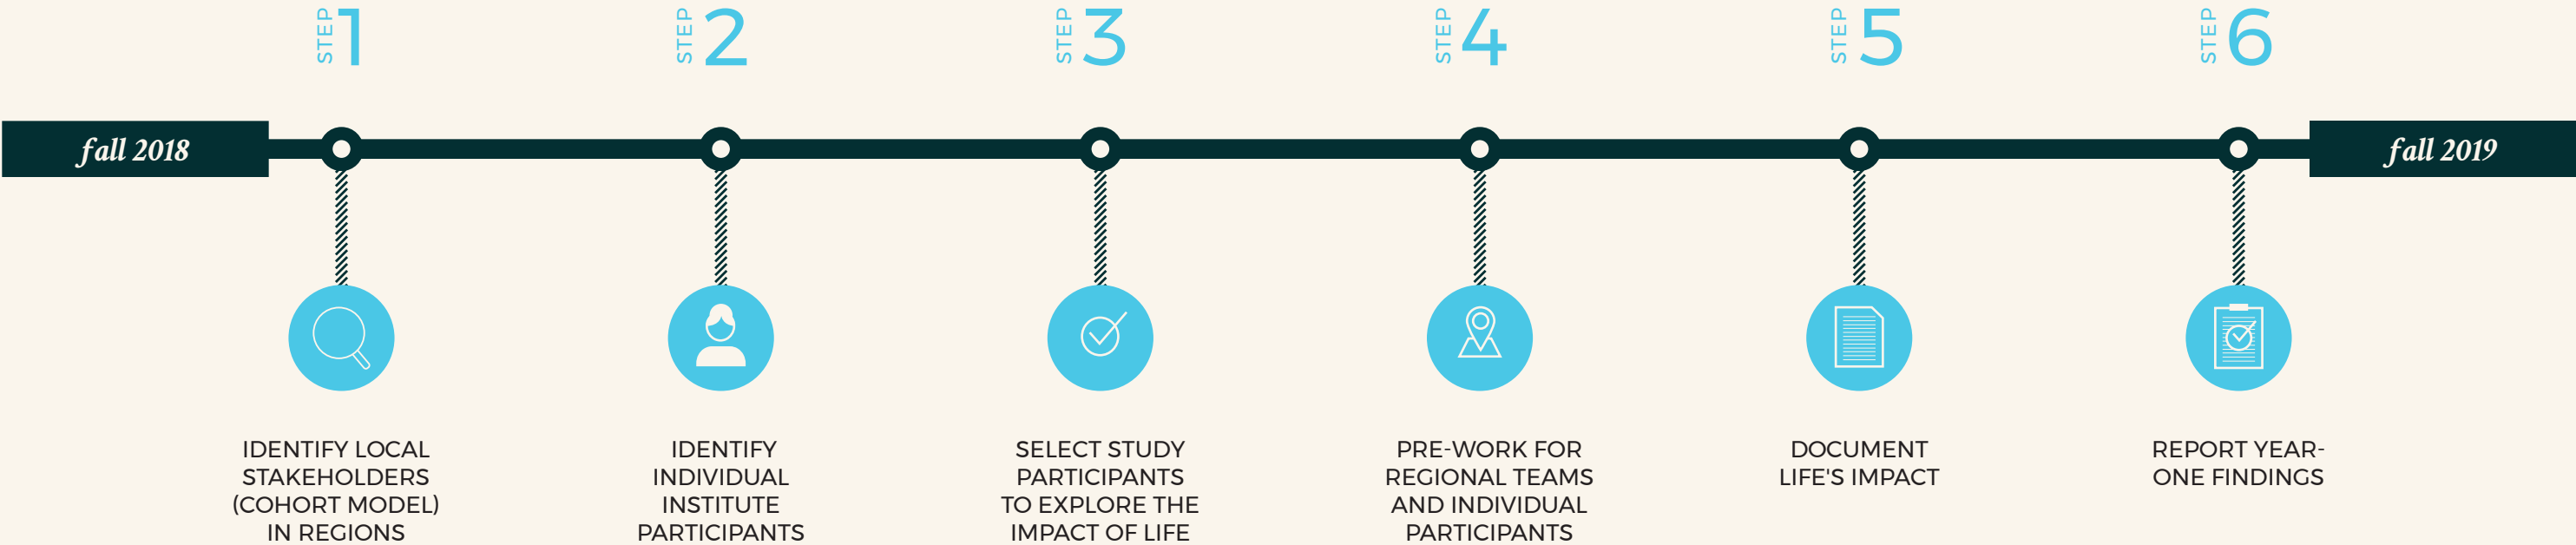 STEP 1
STEP 2
STEP 3
STEP 4
STEP 5
STEP 6
fall 2018
fall 2019
IDENTIFY LOCAL
STAKEHOLDERS
(COHORT MODEL)
IN REGIONS
IDENTIFY
INDIVIDUAL
INSTITUTE
PARTICIPANTS
SELECT STUDY
PARTICIPANTS
TO EXPLORE THE
IMPACT OF LIFE
PRE-WORK FOR
REGIONAL TEAMS
AND INDIVIDUAL
PARTICIPANTS
DOCUMENT
LIFE'S IMPACT
REPORT YEAR-
ONE FINDINGS